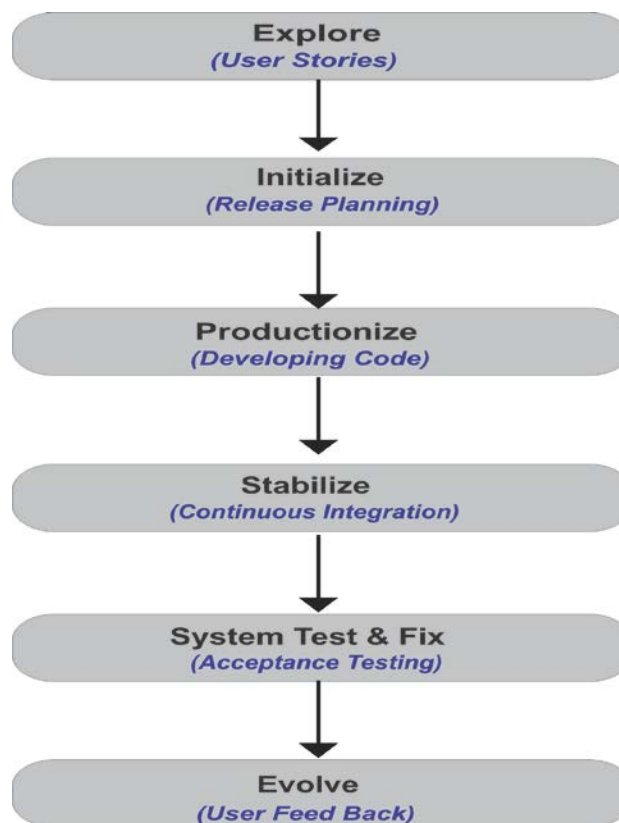 Explore
(User Stories)
Initialize
(Release Planning)
Productionize
(Developing Code)
Stabilize
(Continuous Integration)
System Test & Fix
(Acceptance Testing)
Evolve
(User Feed Back)